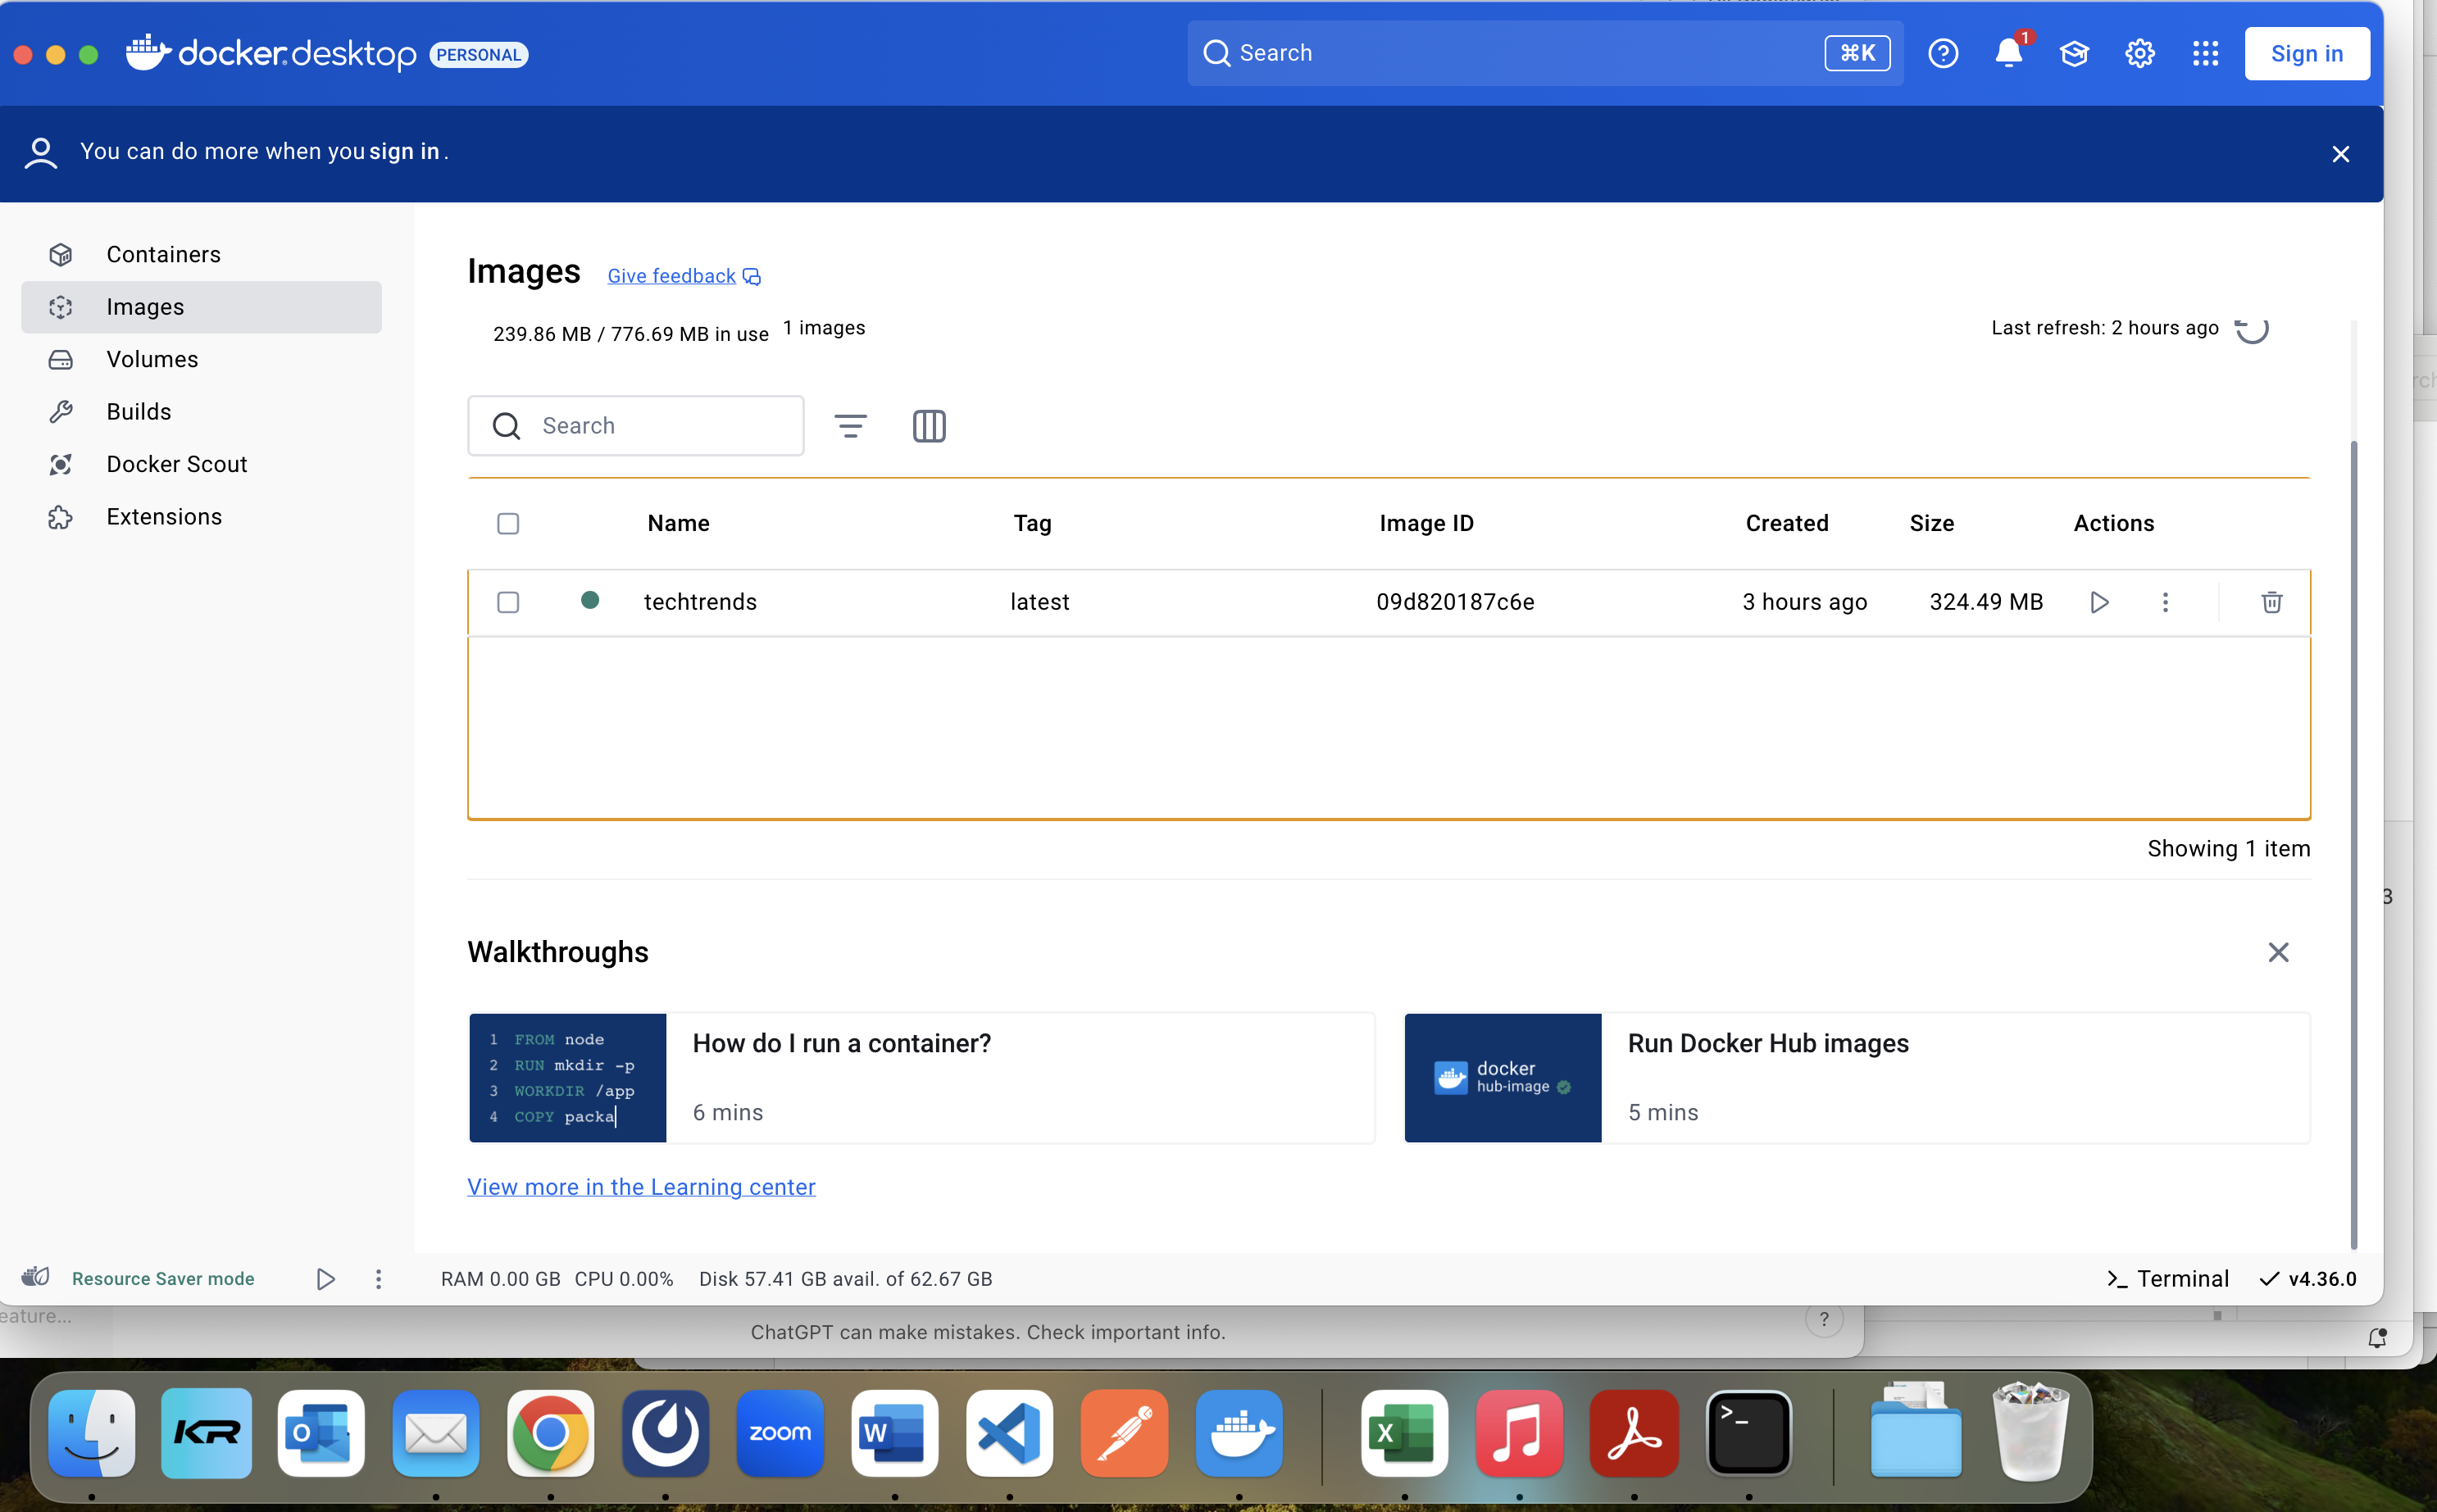 docker.desktop PERSONAL
Search ⌘K
1
Sign in
You can do more when you sign in .
Containers
Images
Volumes
Builds
Docker Scout
Extensions
Images Give feedback
239.86 MB / 776.69 MB in use 1 images
Last refresh: 2 hours ago
Search
Name Tag Image ID Created Size Actions
techtrends latest 09d820187c6e 3 hours ago 324.49 MB
Showing 1 item
3
Walkthroughs
1 FROM node
2 RUN mkdir -p
3 WORKDIR /app
4 COPY packa
How do I run a container?
6 mins
docker
hub-image
Run Docker Hub images
5 mins
View more in the Learning center
Resource Saver mode
RAM 0.00 GB CPU 0.00% Disk 57.41 GB avail. of 62.67 GB
>_ Terminal
v4.36.0
eature...
ChatGPT can make mistakes. Check important info.
?
KR
O
zoom
W
X
>_